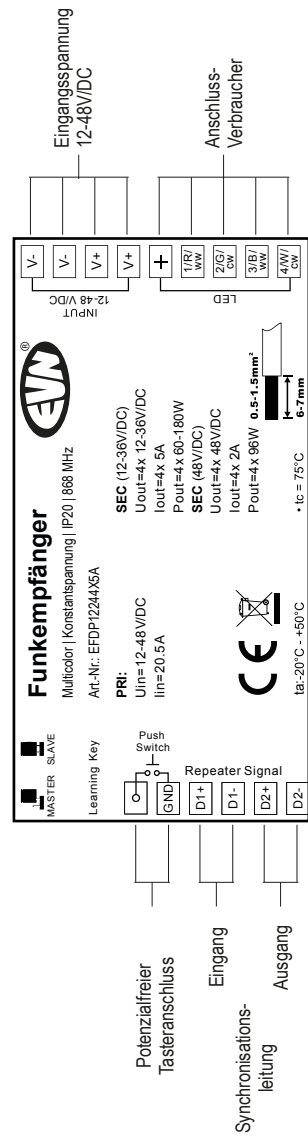 Eingangsspannung
12-48V/DC
Anschluss-
Verbraucher
V-
V-
V+
V+
INPUT
12-48 V/DC
+
1/R/
WW
2/G/
CW
3/B/
WW
4/W/
CW
LED
EVN®
Funkempfänger
Multicolor | Konstantspannung | IP20 | 868 MHz
Art.-Nr.: EFDP12244X5A
PRI:
Uin=12-48V/DC
Iin=20.5A
SEC (12-36V/DC)
Uout=4x 12-36V/DC
Iout=4x 5A
Pout=4x 60-180W
SEC (48V/DC)
Uout=4x 48V/DC
Iout=4x 2A
Pout=4x 96W
0.5-1.5mm²
6-7mm
CE
ta:-20°C - +50°C
• tc = 75°C
MASTER SLAVE
Learning Key
Push
Switch
GND
Repeater Signal
D1+
D1-
D2+
D2-
Potenzialfreier
Tasteranschluss
Eingang
Synchronisations-
leitung
Ausgang